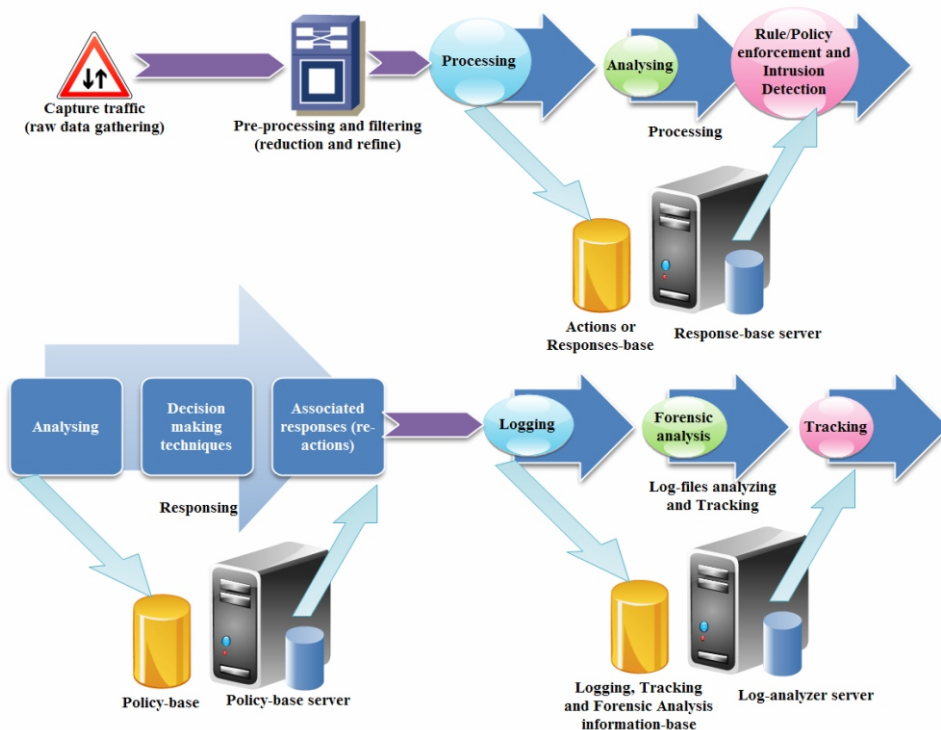 Capture traffic
(raw data gathering)
Pre-processing and filtering
(reduction and refine)
Processing
Analysing
Rule/Policy
enforcement and
Intrusion
Detection
Processing
Actions or
Responses-base
Response-base server
Analysing
Decision
making
techniques
Associated
responses (re-
actions)
Responsing
Policy-base
Policy-base server
Logging
Forensic
analysis
Tracking
Log-files analyzing
and Tracking
Logging, Tracking
and Forensic Analysis
information-base
Log-analyzer server